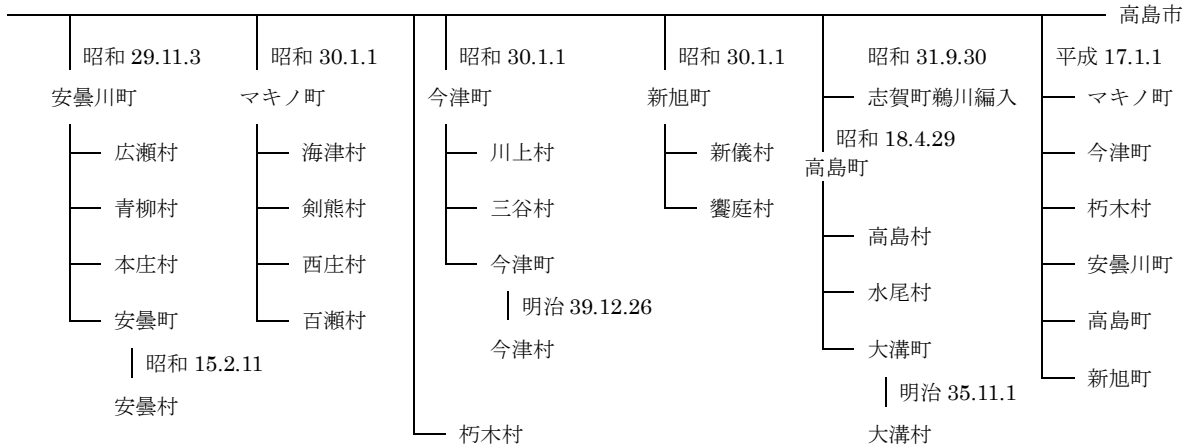 高島市
昭和 29.11.3
昭和 30.1.1
昭和 30.1.1
昭和 30.1.1
昭和 31.9.30
平成 17.1.1
安曇川町
マキノ町
今津町
新旭町
志賀町鵜川編入
マキノ町
昭和 18.4.29
広瀬村
海津村
川上村
新儀村
高島町
今津町
青柳村
剣熊村
三谷村
饗庭村
朽木村
高島村
本庄村
西庄村
今津町
安曇川町
水尾村
明治 39.12.26
安曇町
百瀬村
高島町
今津村
大溝町
昭和 15.2.11
新旭町
明治 35.11.1
安曇村
朽木村
大溝村